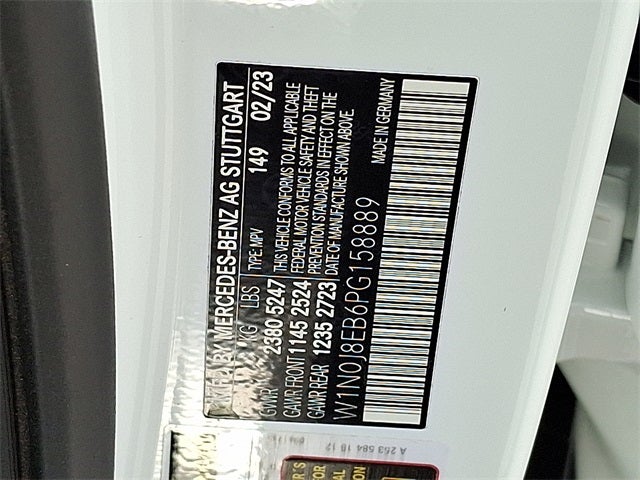 BY MERCEDES-BENZ AG STUTTGART
KG LBS TYPE: MPV 149 02/23
GVWR 2380 5247
GAWR FRONT 1145 2524
GAWR REAR 1235 2723
THIS VEHICLE CONFORMS TO ALL APPLICABLE
FEDERAL MOTOR VEHICLE SAFETY AND THEFT
PREVENTION STANDARDS IN EFFECT ON THE
DATE OF MANUFACTURE SHOWN ABOVE
W1N0J8EB6PG158889 MADE IN GERMANY
A 253 584 18 12